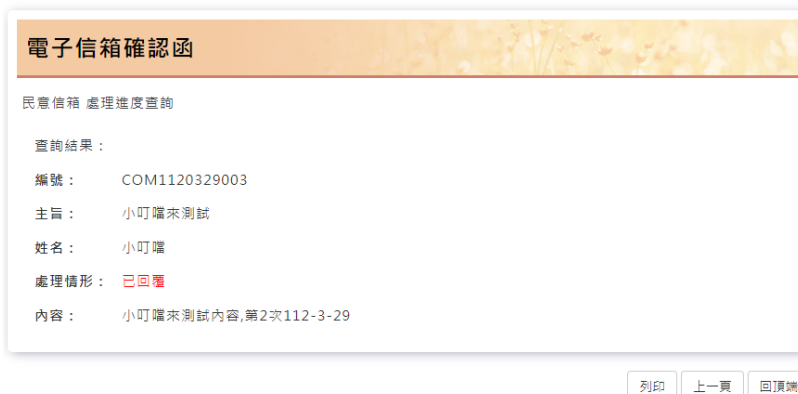 電子信箱確認函
民意信箱 處理進度查詢
查詢結果：
編號： COM1120329003
主旨： 小叮噹來測試
姓名： 小叮噹
處理情形： 已回覆
內容： 小叮噹來測試內容,第2次112-3-29
列印 上一頁 回頂端